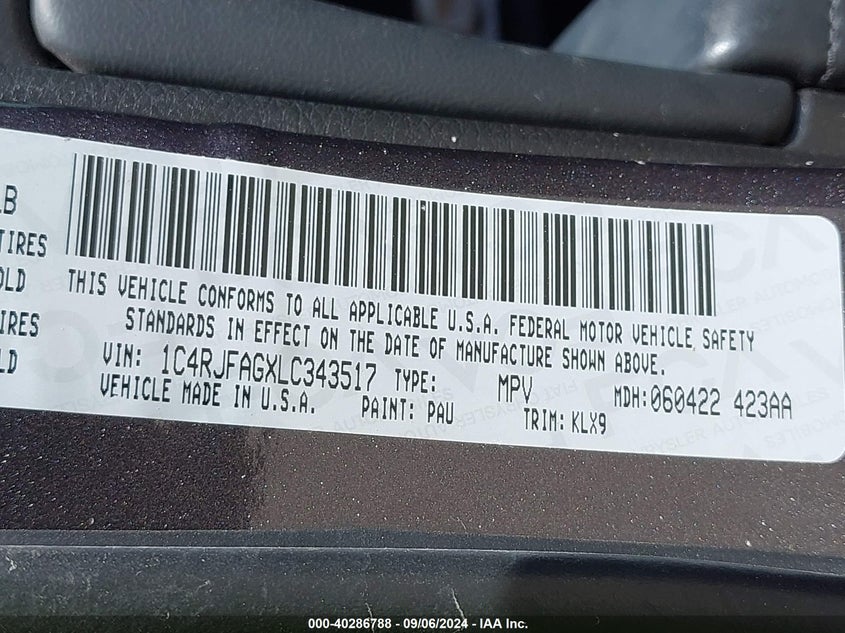 LB
TIRES
OLD
IRES
LD
THIS VEHICLE CONFORMS TO ALL APPLICABLE U.S.A. FEDERAL MOTOR VEHICLE SAFETY
STANDARDS IN EFFECT ON THE DATE OF MANUFACTURE SHOWN ABOVE.
VIN: 1C4RJFAGXLC343517 TYPE: MPV MDH:060422 423AA
VEHICLE MADE IN U.S.A. PAINT: PAU TRIM:KLX9
000-40286788 - 09/06/2024 - IAA Inc.